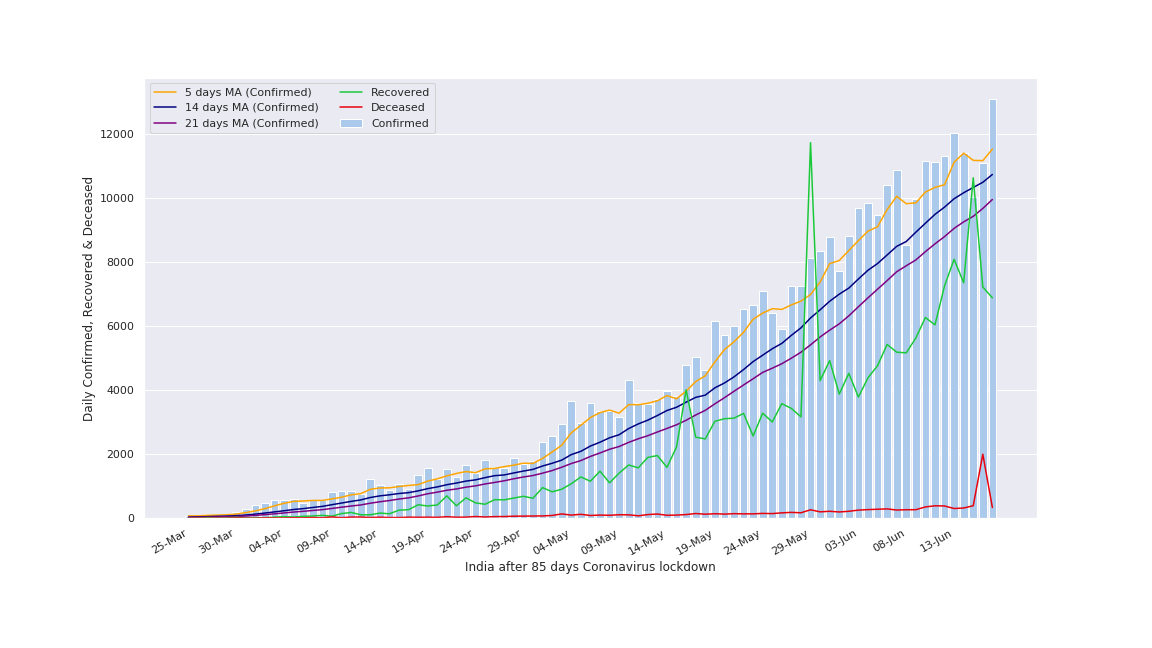 5 days MA (Confirmed)
14 days MA (Confirmed)
21 days MA (Confirmed)
Recovered
Deceased
Confirmed
Daily Confirmed, Recovered & Deceased
12000
10000
8000
6000
4000
2000
0
25-Mar
30-Mar
04-Apr
09-Apr
14-Apr
19-Apr
24-Apr
29-Apr
04-May
09-May
14-May
19-May
24-May
29-May
03-Jun
08-Jun
13-Jun
India after 85 days Coronavirus lockdown